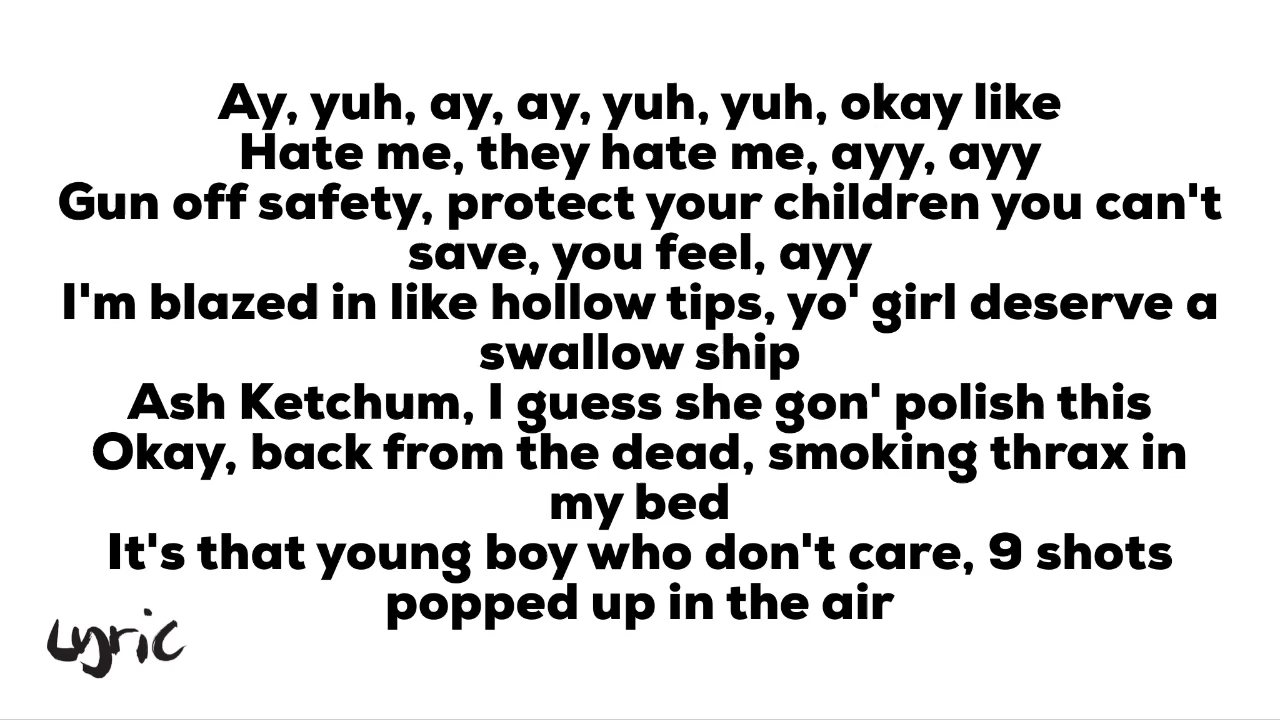 Ay, yuh, ay, ay, yuh, yuh, okay like
Hate me, they hate me, ayy, ayy
Gun off safety, protect your children you can't
save, you feel, ayy
I'm blazed in like hollow tips, yo' girl deserve a
swallow ship
Ash Ketchum, I guess she gon' polish this
Okay, back from the dead, smoking thrax in
my bed
It's that young boy who don't care, 9 shots
popped up in the air
Lyric